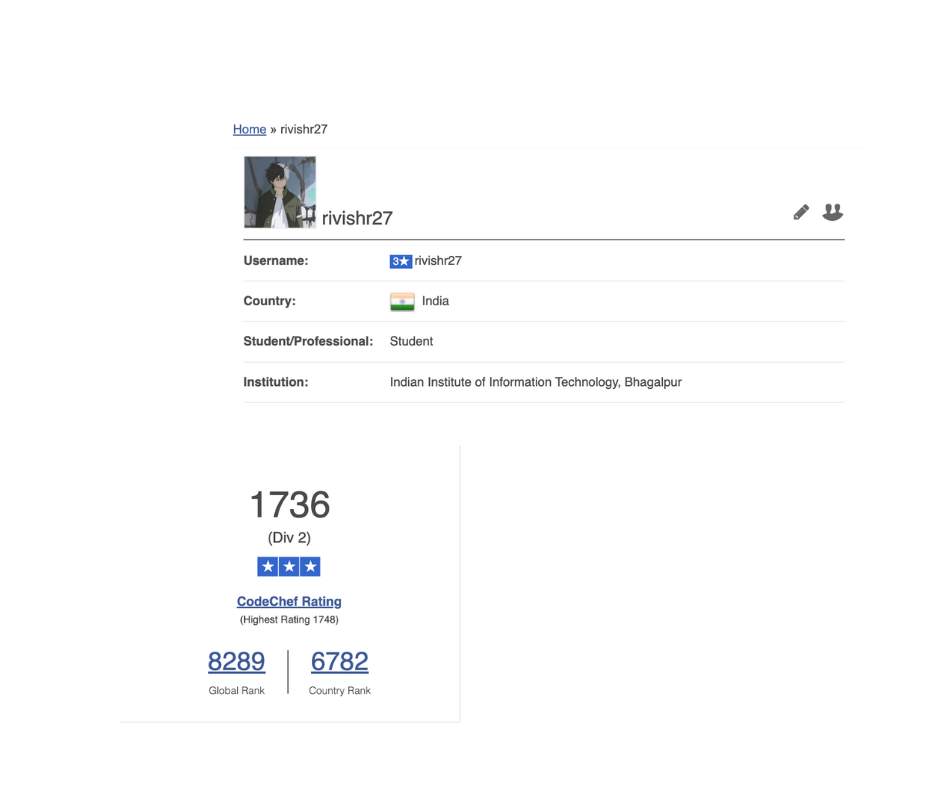 Home » rivishr27
rivishr27
Username: 3★ rivishr27
Country: India
Student/Professional: Student
Institution: Indian Institute of Information Technology, Bhagalpur
1736
(Div 2)
★★★
CodeChef Rating
(Highest Rating 1748)
8289 6782
Global Rank Country Rank